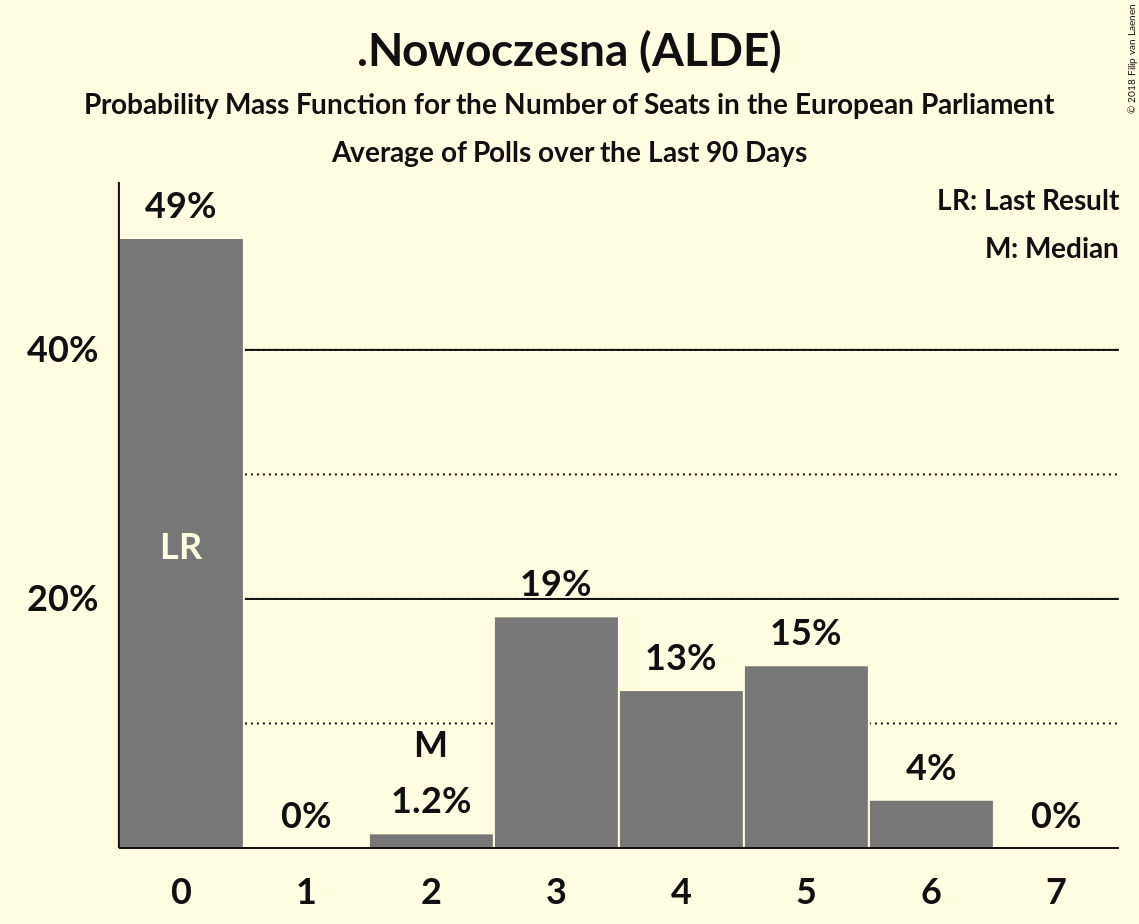 .Nowoczesna (ALDE)
Probability Mass Function for the Number of Seats in the European Parliament
Average of Polls over the Last 90 Days
© 2018 Filip van Laenen
LR: Last Result
M: Median
49%
40%
LR
20%
19%
15%
13%
M
4%
1.2%
0%
0%
0 1 2 3 4 5 6 7